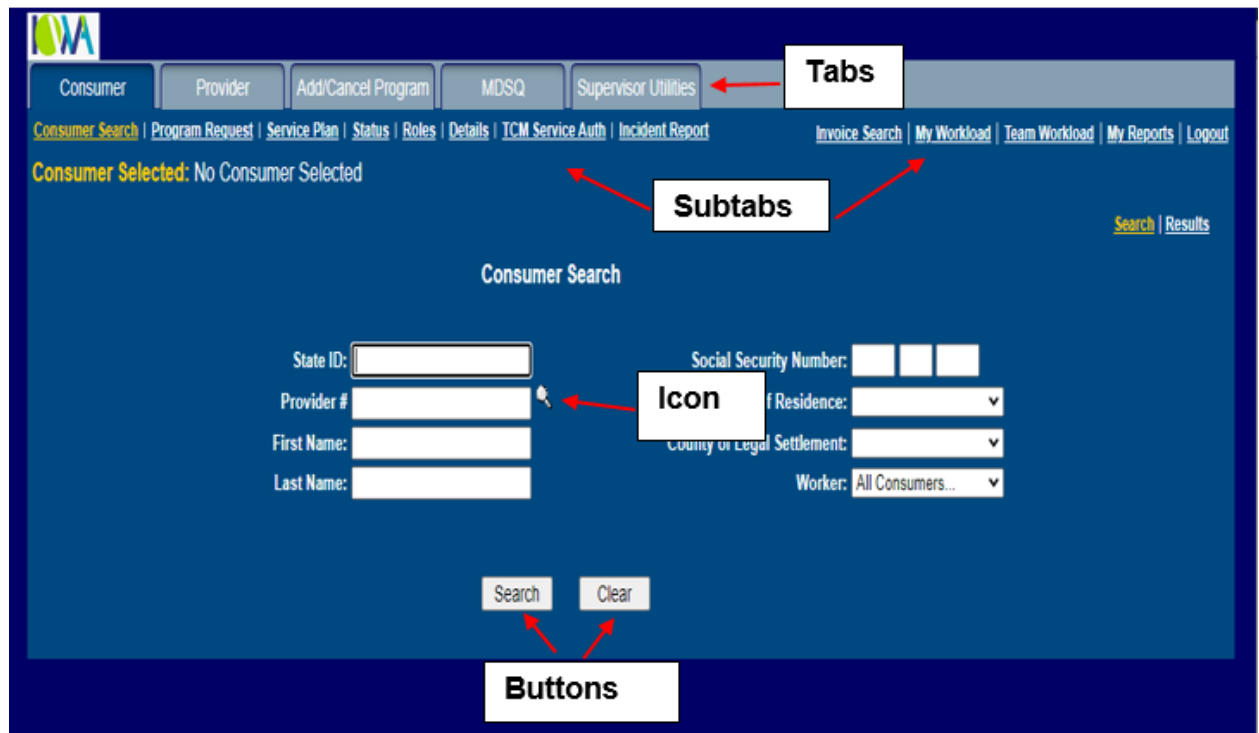 IOWA
Consumer Provider Add/Cancel Program MDSQ Supervisor Utilities Tabs
Consumer Search | Program Request | Service Plan | Status | Roles | Details | TCM Service Auth | Incident Report Invoice Search | My Workload | Team Workload | My Reports | Logout
Consumer Selected: No Consumer Selected
Subtabs
Search | Results
Consumer Search
State ID: Social Security Number:
Provider # Icon f Residence:
First Name: County of Legal Settlement:
Last Name: Worker: All Consumers...
Search Clear
Buttons